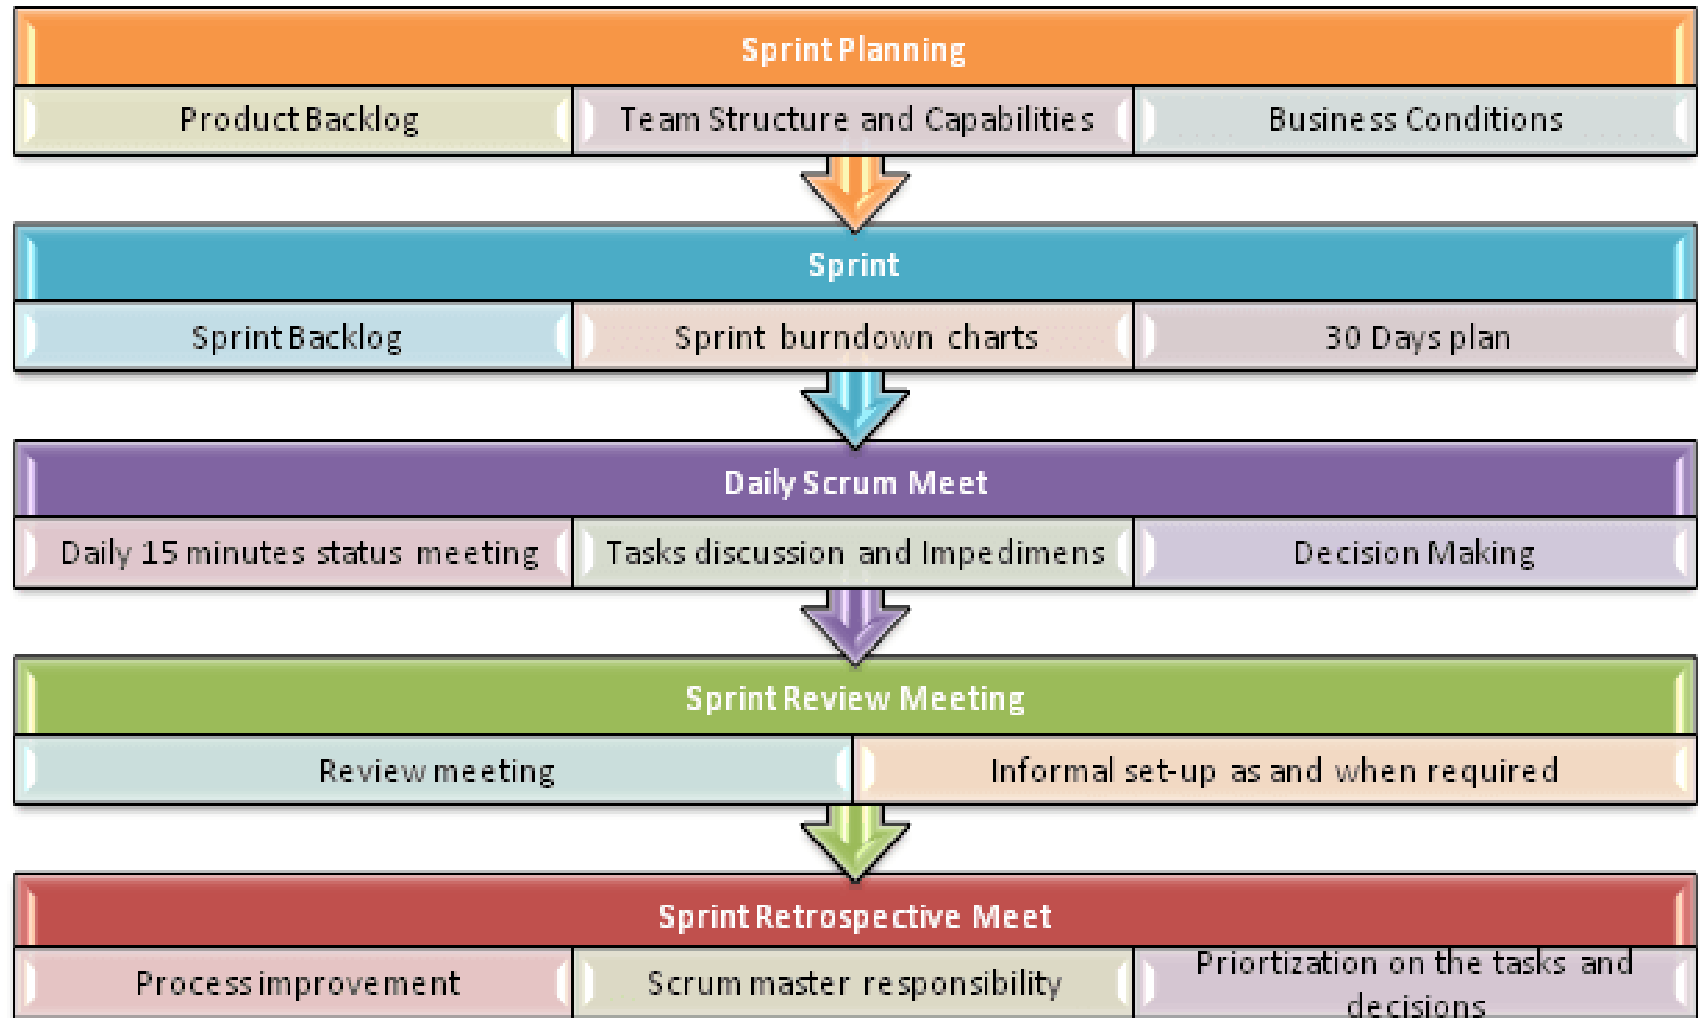 Sprint Planning
Product Backlog
Team Structure and Capabilities
Business Conditions
Sprint
Sprint Backlog
Sprint burndown charts
30 Days plan
Daily Scrum Meet
Daily 15 minutes status meeting
Tasks discussion and Impedimens
Decision Making
Sprint Review Meeting
Review meeting
Informal set-up as and when required
Sprint Retrospective Meet
Process improvement
Scrum master responsibility
Priortization on the tasks and
decisions